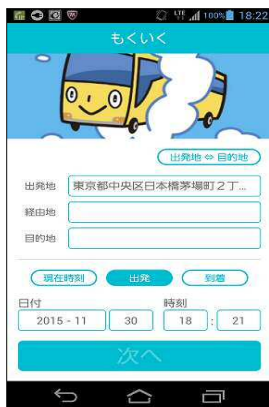 LTE 100% 18:22
もくいく
出発地 ⇔ 目的地
出発地 東京都中央区日本橋茅場町2丁...
経由地
目的地
現在時刻 出発 到着
日付 時刻
2015 - 11 30 18 : 21
次へ